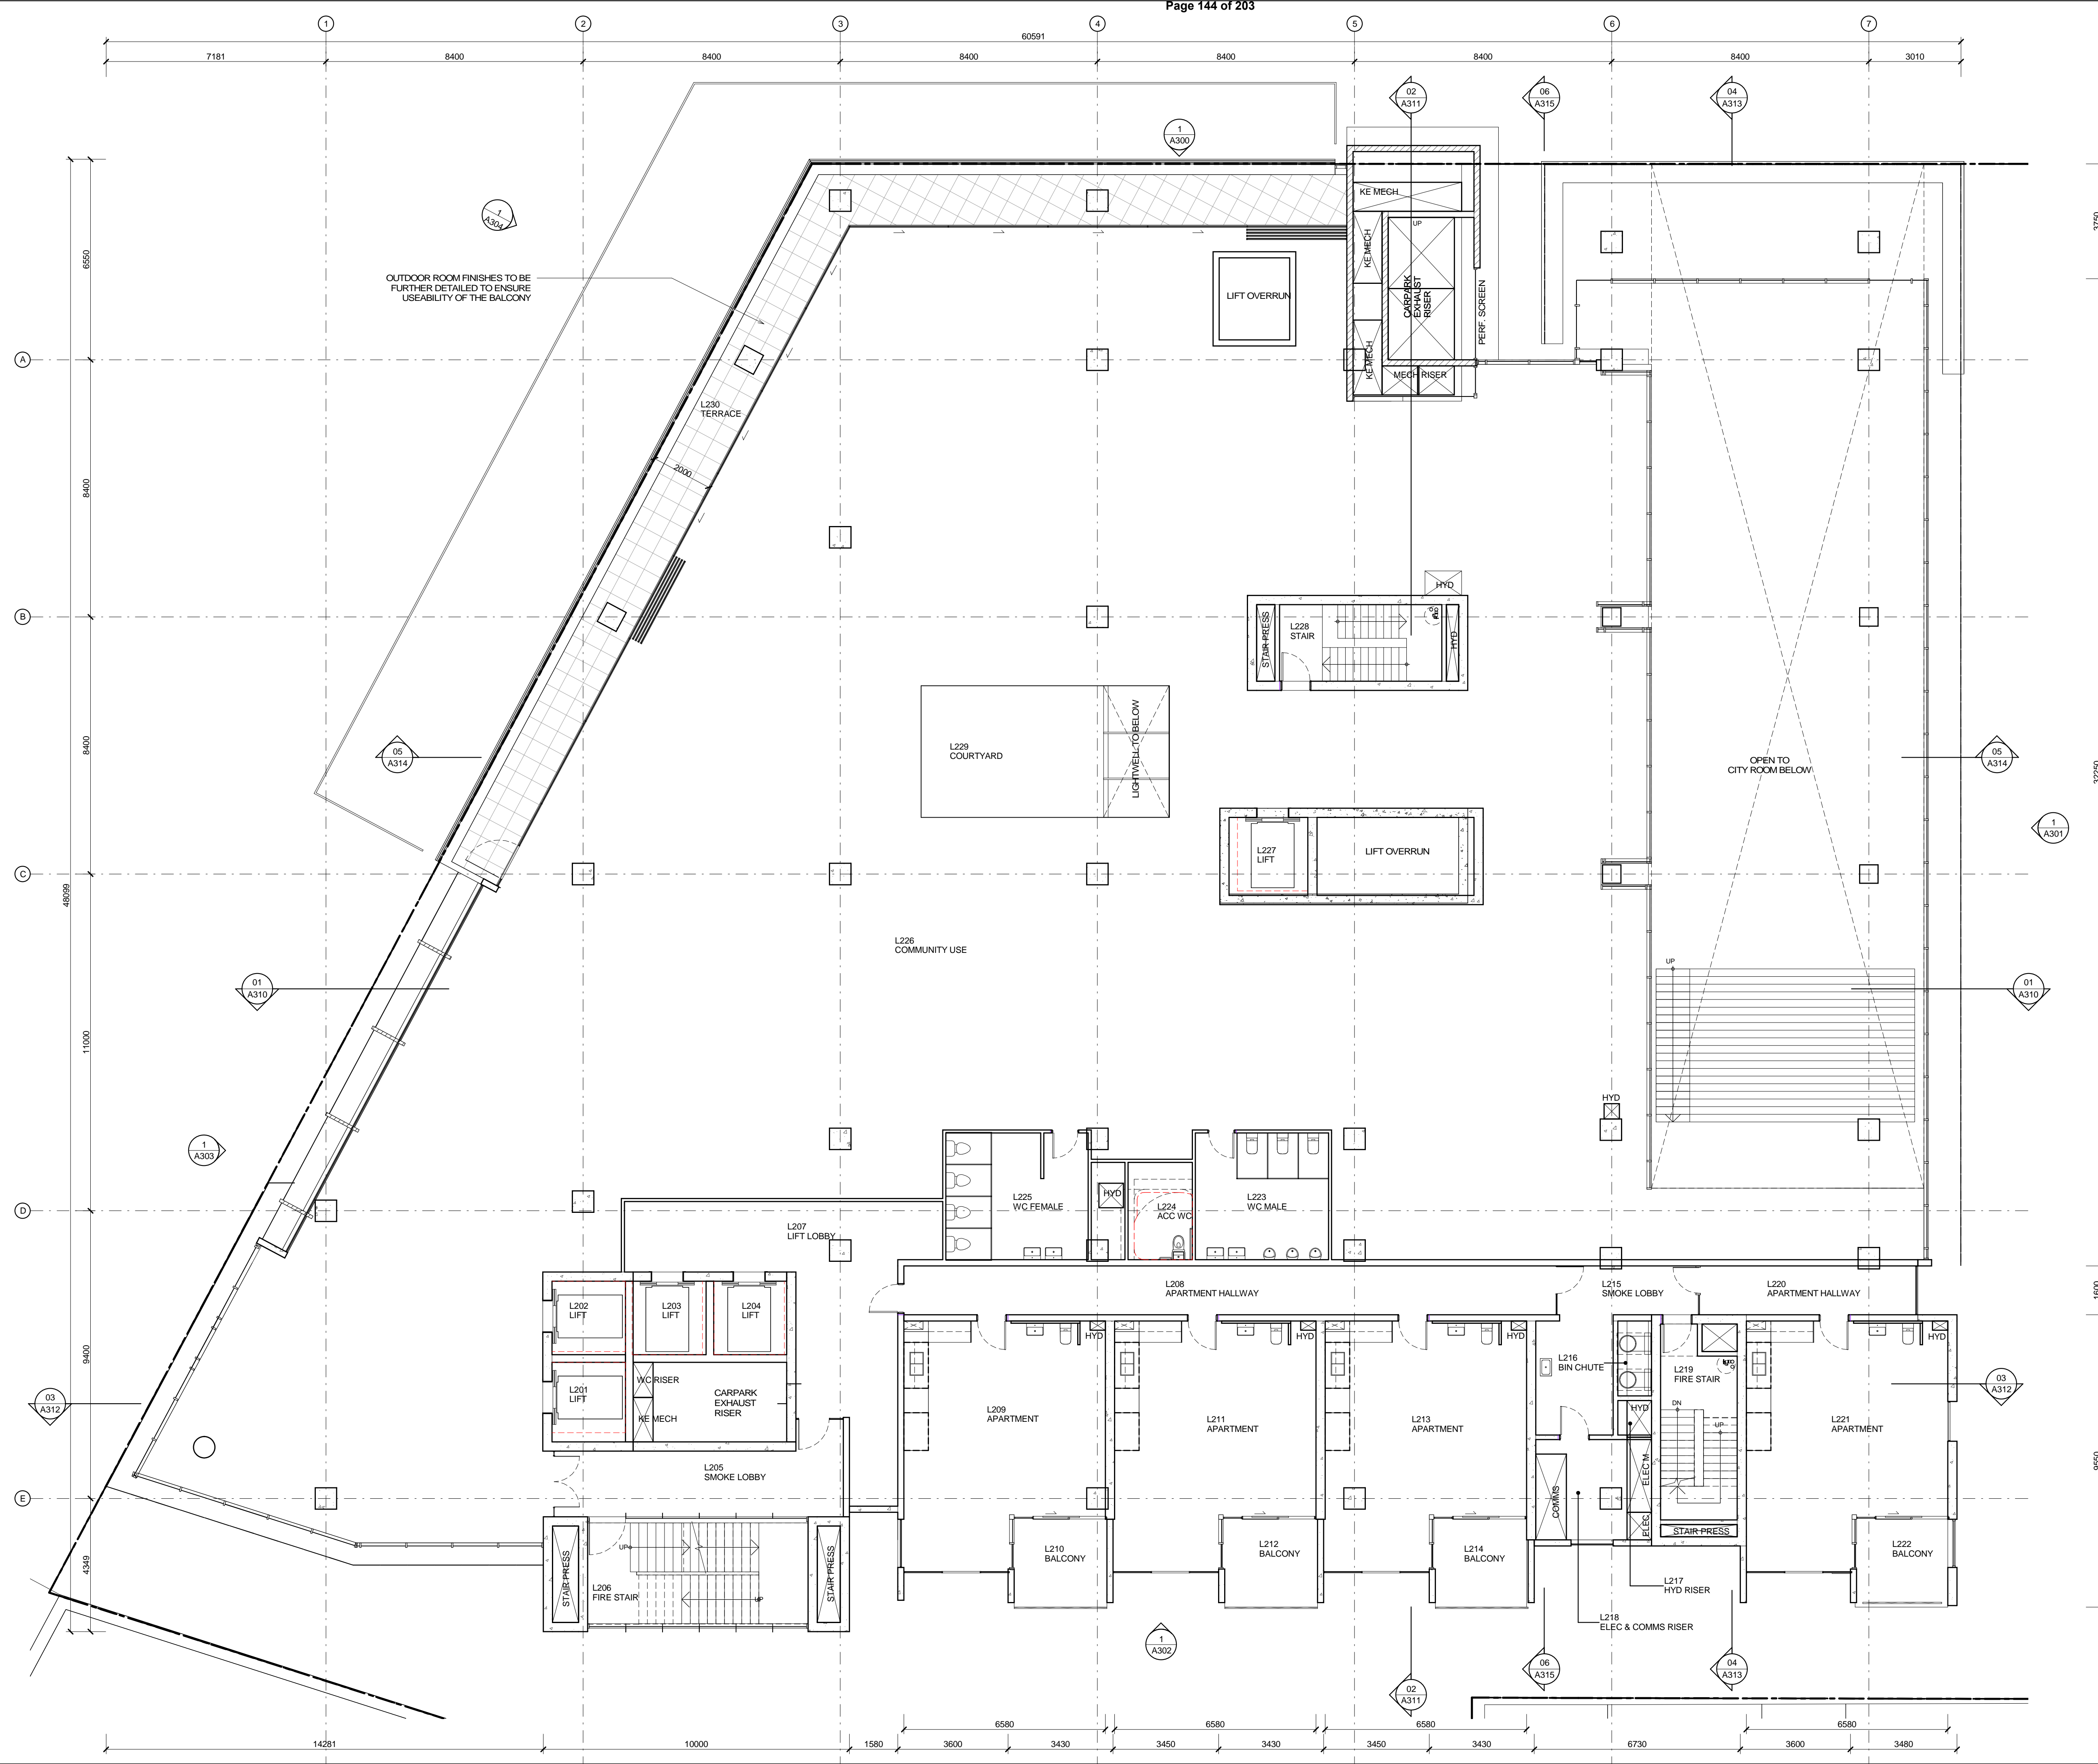 Page 144 of 203
1
2
3
4
5
6
7
60591
7181
8400
8400
8400
8400
8400
8400
3010
02
A311
06
A315
04
A313
1
A300
1
A304
KE MECH
UP
KE MECH
CARPARK
EXHAUST
RISER
PERF. SCREEN
KE MECH
MECH RISER
LIFT OVERRUN
OUTDOOR ROOM FINISHES TO BE
FURTHER DETAILED TO ENSURE
USEABILITY OF THE BALCONY
6550
3750
A
L230
TERRACE
2000
8400
HYD
B
STAIR PRESS
L228
STAIR
HYD
L229
COURTYARD
LIGHTWELL TO BELOW
05
A314
8400
OPEN TO
CITY ROOM BELOW
05
A314
32250
1
A301
L227
LIFT
LIFT OVERRUN
C
48099
L226
COMMUNITY USE
UP
01
A310
01
A310
11000
HYD
1
A303
D
L225
WC FEMALE
HYD
L224
ACC WC
L223
WC MALE
L207
LIFT LOBBY
L208
APARTMENT HALLWAY
L215
SMOKE LOBBY
L220
APARTMENT HALLWAY
1600
L202
LIFT
L203
LIFT
L204
LIFT
HYD
HYD
HYD
HYD
9400
L216
BIN CHUTE
L219
FIRE STAIR
WC RISER
L201
LIFT
CARPARK
EXHAUST
RISER
KE MECH
03
A312
03
A312
L209
APARTMENT
L211
APARTMENT
L213
APARTMENT
HYD
DN
UP
L221
APARTMENT
9550
L205
SMOKE LOBBY
ELEC M
COMMS
ELEC
STAIR PRESS
E
4349
UP
STAIR PRESS
L206
FIRE STAIR
UP
STAIR PRESS
L210
BALCONY
L212
BALCONY
L214
BALCONY
L222
BALCONY
L217
HYD RISER
L218
ELEC & COMMS RISER
1
A302
06
A315
04
A313
02
A311
6580
6580
6580
6580
14281
10000
1580
3600
3430
3450
3430
3450
3430
6730
3600
3480